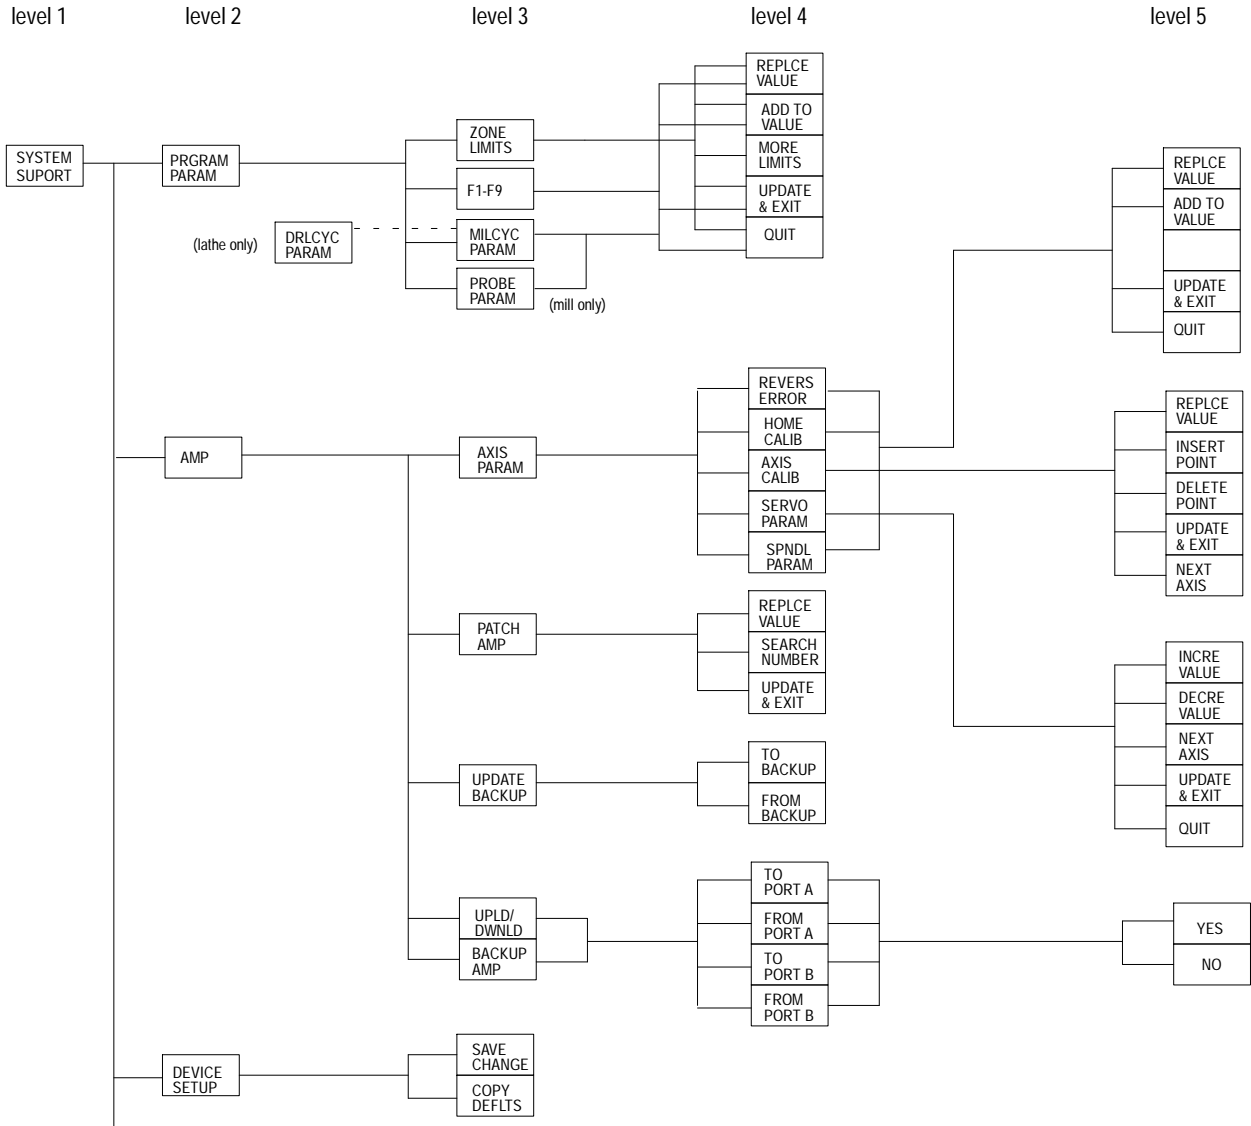 level 1
level 2
level 3
level 4
level 5
SYSTEM
SUPORT
PRGRAM
PARAM
(lathe only)
DRLCYC
PARAM
ZONE
LIMITS
F1-F9
MILCYC
PARAM
PROBE
PARAM
(mill only)
REPLCE
VALUE
ADD TO
VALUE
MORE
LIMITS
UPDATE
& EXIT
QUIT
REPLCE
VALUE
ADD TO
VALUE
UPDATE
& EXIT
QUIT
AMP
AXIS
PARAM
REVERS
ERROR
HOME
CALIB
AXIS
CALIB
SERVO
PARAM
SPNDL
PARAM
REPLCE
VALUE
INSERT
POINT
DELETE
POINT
UPDATE
& EXIT
NEXT
AXIS
PATCH
AMP
REPLCE
VALUE
SEARCH
NUMBER
UPDATE
& EXIT
INCRE
VALUE
DECRE
VALUE
NEXT
AXIS
UPDATE
& EXIT
QUIT
UPDATE
BACKUP
TO
BACKUP
FROM
BACKUP
UPLD/
DWNLD
BACKUP
AMP
TO
PORT A
FROM
PORT A
TO
PORT B
FROM
PORT B
YES
NO
DEVICE
SETUP
SAVE
CHANGE
COPY
DEFLTS